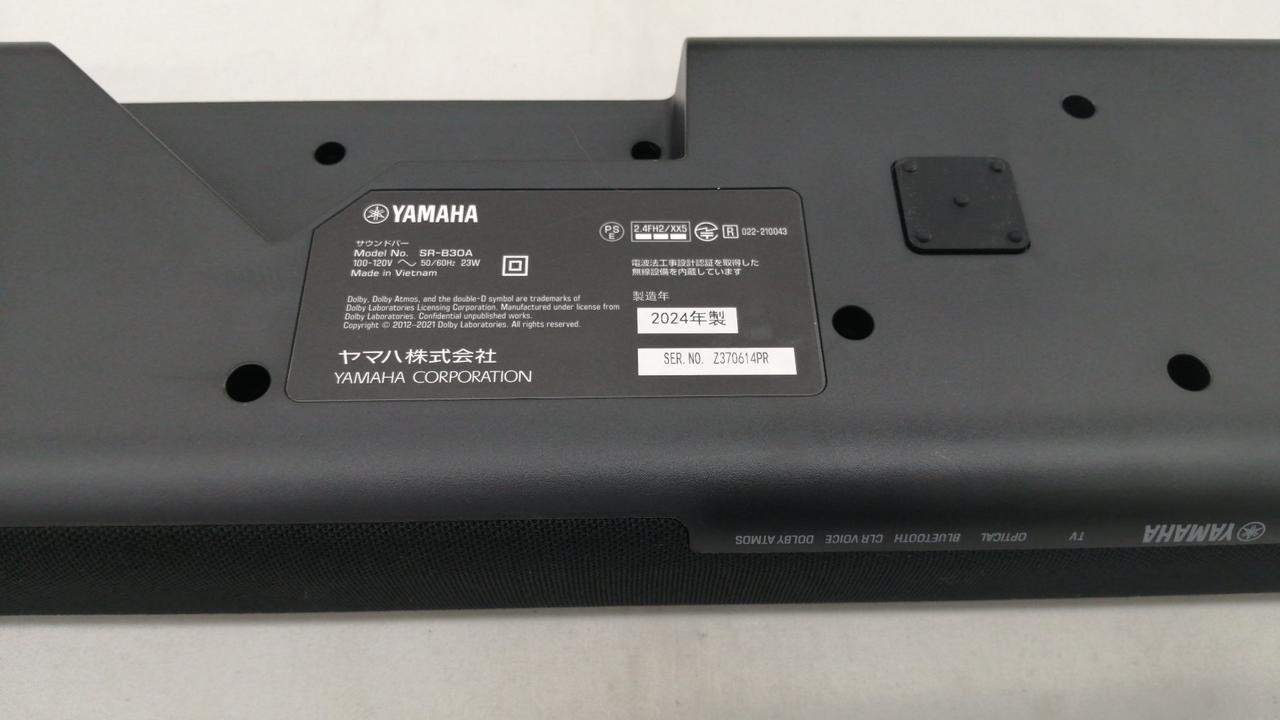 YAMAHA
サウンドバー
Model No. SR-B30A
100-120V 〜 50/60Hz 23W
Made in Vietnam
Dolby, Dolby Atmos, and the double-D symbol are trademarks of
Dolby Laboratories Licensing Corporation. Manufactured under license from
Dolby Laboratories. Confidential unpublished works.
Copyright © 2012-2021 Dolby Laboratories. All rights reserved.
ヤマハ株式会社
YAMAHA CORPORATION
PS
E
2.4FH2/XX5
R 022-210043
電波法工事設計認証を取得した
無線設備を内蔵しています
製造年
2024年製
SER. NO. Z370614PR
YAMAHA TV OPTICAL BLUETOOTH CLR VOICE DOLBY ATMOS